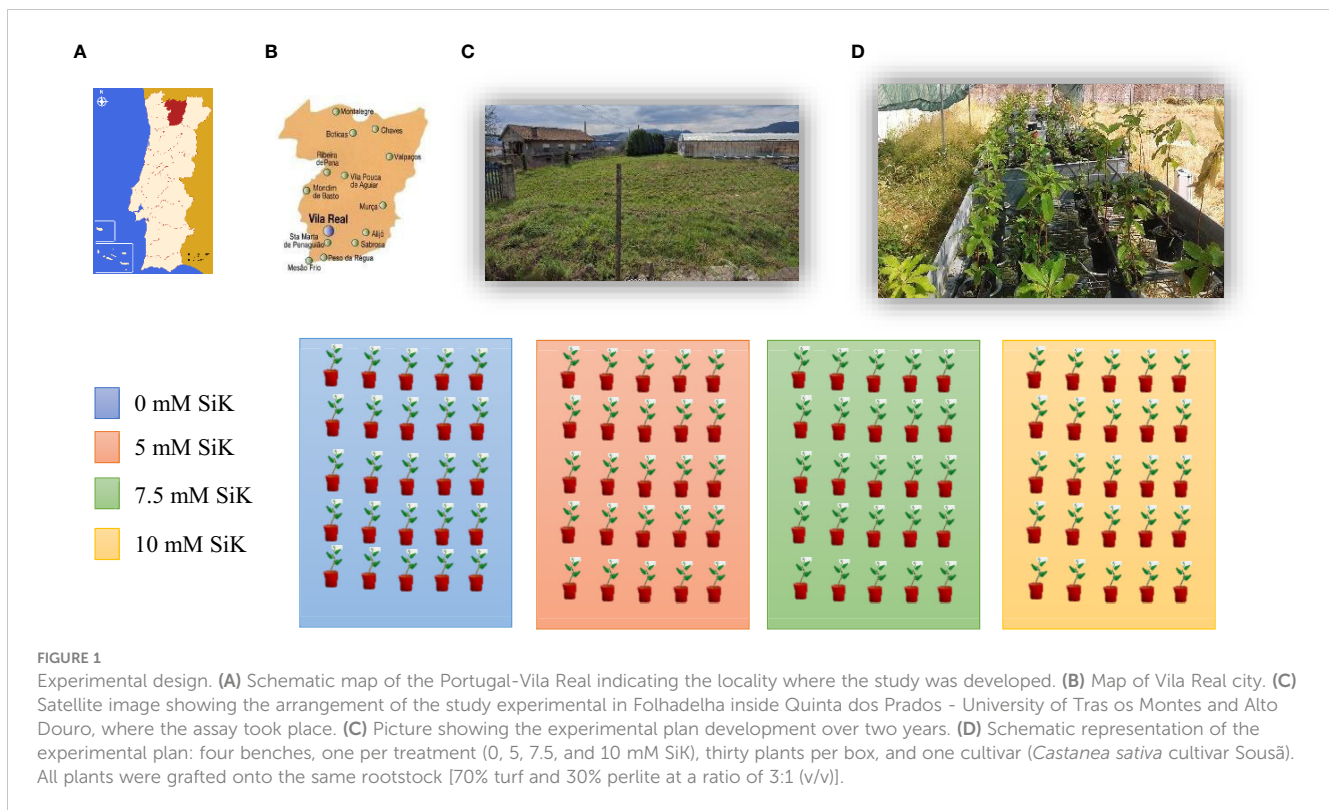 A
B
C
D
N
Montalegre
Boticas
Chaves
Ribeira
de Pena
Valpaços
Vila Pouca
de Aguiar
Mondim
de Basto
Murça
Vila Real
Alijó
Sta Marta
de Penaguião
Sabrosa
Peso da Régua
Mesão Frio
0 mM SiK
5 mM SiK
7.5 mM SiK
10 mM SiK
FIGURE 1
Experimental design. (A) Schematic map of the Portugal-Vila Real indicating the locality where the study was developed. (B) Map of Vila Real city. (C)
Satellite image showing the arrangement of the study experimental in Folhadelha inside Quinta dos Prados - University of Tras os Montes and Alto
Douro, where the assay took place. (C) Picture showing the experimental plan development over two years. (D) Schematic representation of the
experimental plan: four benches, one per treatment (0, 5, 7.5, and 10 mM SiK), thirty plants per box, and one cultivar (Castanea sativa cultivar Sousã).
All plants were grafted onto the same rootstock [70% turf and 30% perlite at a ratio of 3:1 (v/v)].